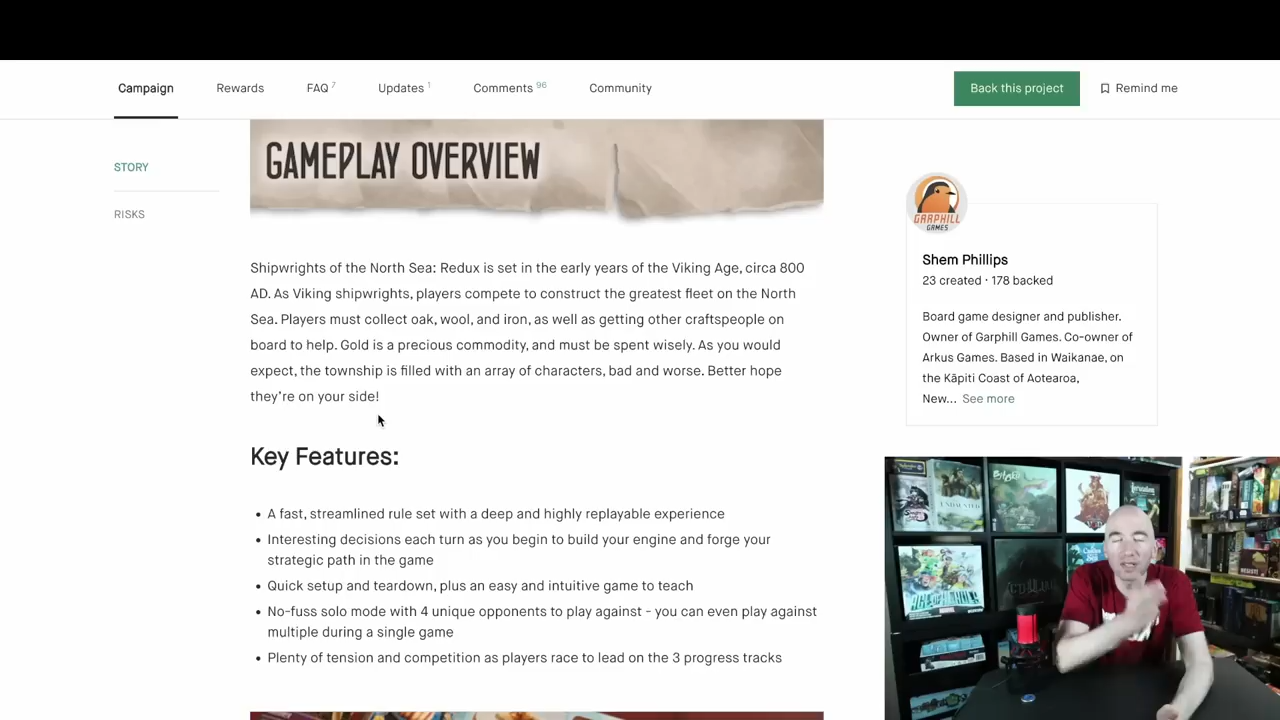 Campaign
Rewards
FAQ 7
Updates 1
Comments 96
Community
Back this project
Remind me
STORY
RISKS
GAMEPLAY OVERVIEW
Shipwrights of the North Sea: Redux is set in the early years of the Viking Age, circa 800
AD. As Viking shipwrights, players compete to construct the greatest fleet on the North
Sea. Players must collect oak, wool, and iron, as well as getting other craftspeople on
board to help. Gold is a precious commodity, and must be spent wisely. As you would
expect, the township is filled with an array of characters, bad and worse. Better hope
they're on your side!
Key Features:
• A fast, streamlined rule set with a deep and highly replayable experience
• Interesting decisions each turn as you begin to build your engine and forge your
strategic path in the game
• Quick setup and teardown, plus an easy and intuitive game to teach
• No-fuss solo mode with 4 unique opponents to play against - you can even play against
multiple during a single game
• Plenty of tension and competition as players race to lead on the 3 progress tracks
GARPHILL
GAMES
Shem Phillips
23 created · 178 backed
Board game designer and publisher.
Owner of Garphill Games. Co-owner of
Arkus Games. Based in Waikanae, on
the Kāpiti Coast of Aotearoa,
New... See more
UNDAUNTED